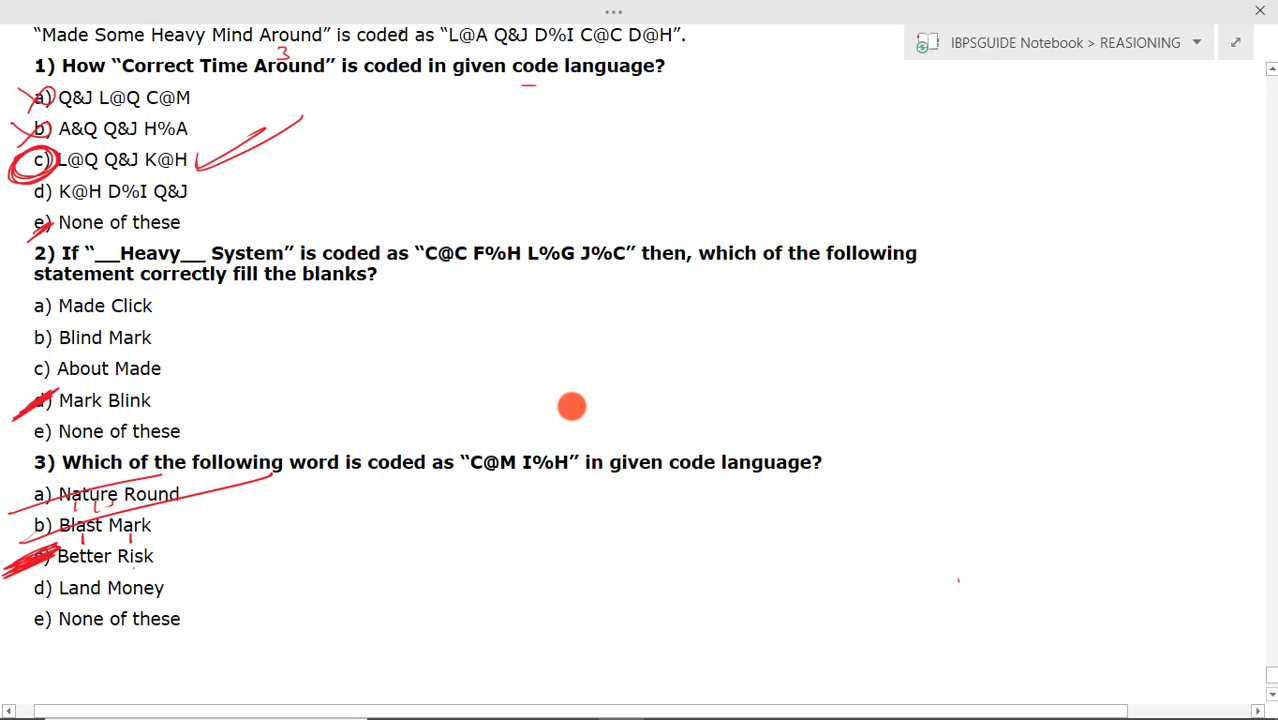 “Made Some Heavy Mind Around” is coded as “L@A Q&J D%I C@C D@H”.
IBPSGUIDE Notebook > REASONING
3
1) How “Correct Time Around” is coded in given code language?
a) Q&J L@Q C@M
b) A&Q Q&J H%A
c) L@Q Q&J K@H
d) K@H D%I Q&J
e) None of these
2) If “__Heavy__ System” is coded as “C@C F%H L%G J%C” then, which of the following
statement correctly fill the blanks?
a) Made Click
b) Blind Mark
c) About Made
d) Mark Blink
e) None of these
3) Which of the following word is coded as “C@M I%H” in given code language?
a) Nature Round
b) Blast Mark
c) Better Risk
d) Land Money
e) None of these